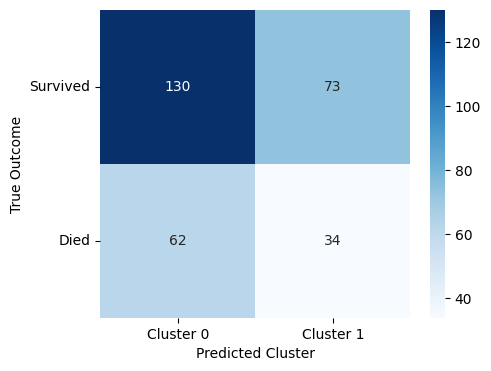 True Outcome
Survived
Died
130
73
62
34
Cluster 0
Cluster 1
Predicted Cluster
120
100
80
60
40